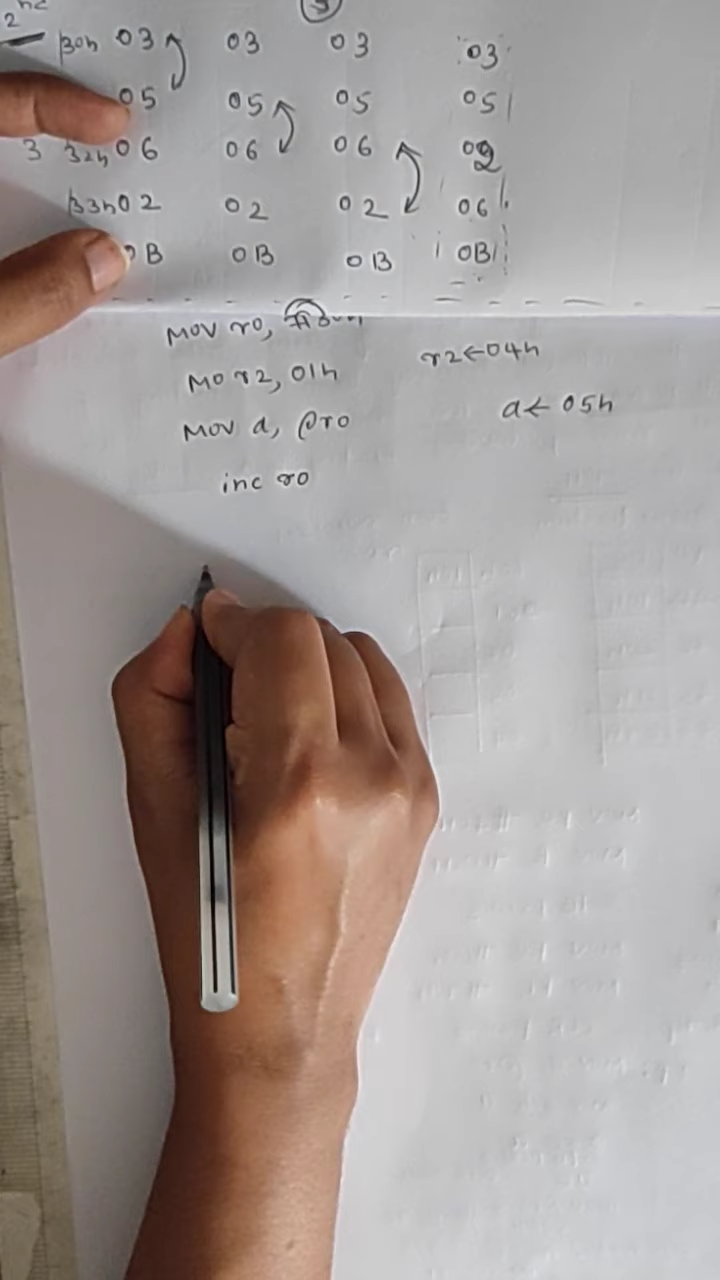 30h 03 03 03 03
05 05 05 05
3 32h 06 06 06 02
33h 02 02 02 06
0B 0B 0B 0B
Mov r0,
Mo r2, 01h r2←04h
Mov a, @r0 a← 05h
inc r0